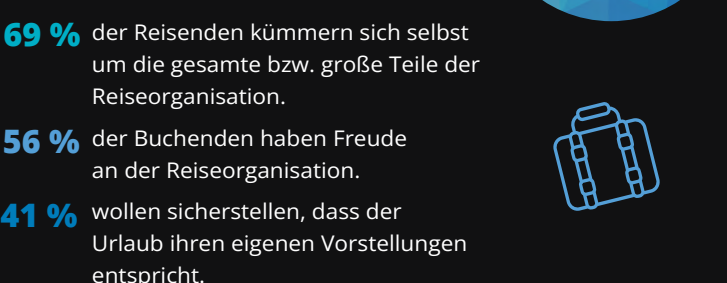 69 % der Reisenden kümmern sich selbst
um die gesamte bzw. große Teile der
Reiseorganisation.
56 % der Buchenden haben Freude
an der Reiseorganisation.
41 % wollen sicherstellen, dass der
Urlaub ihren eigenen Vorstellungen
entspricht.